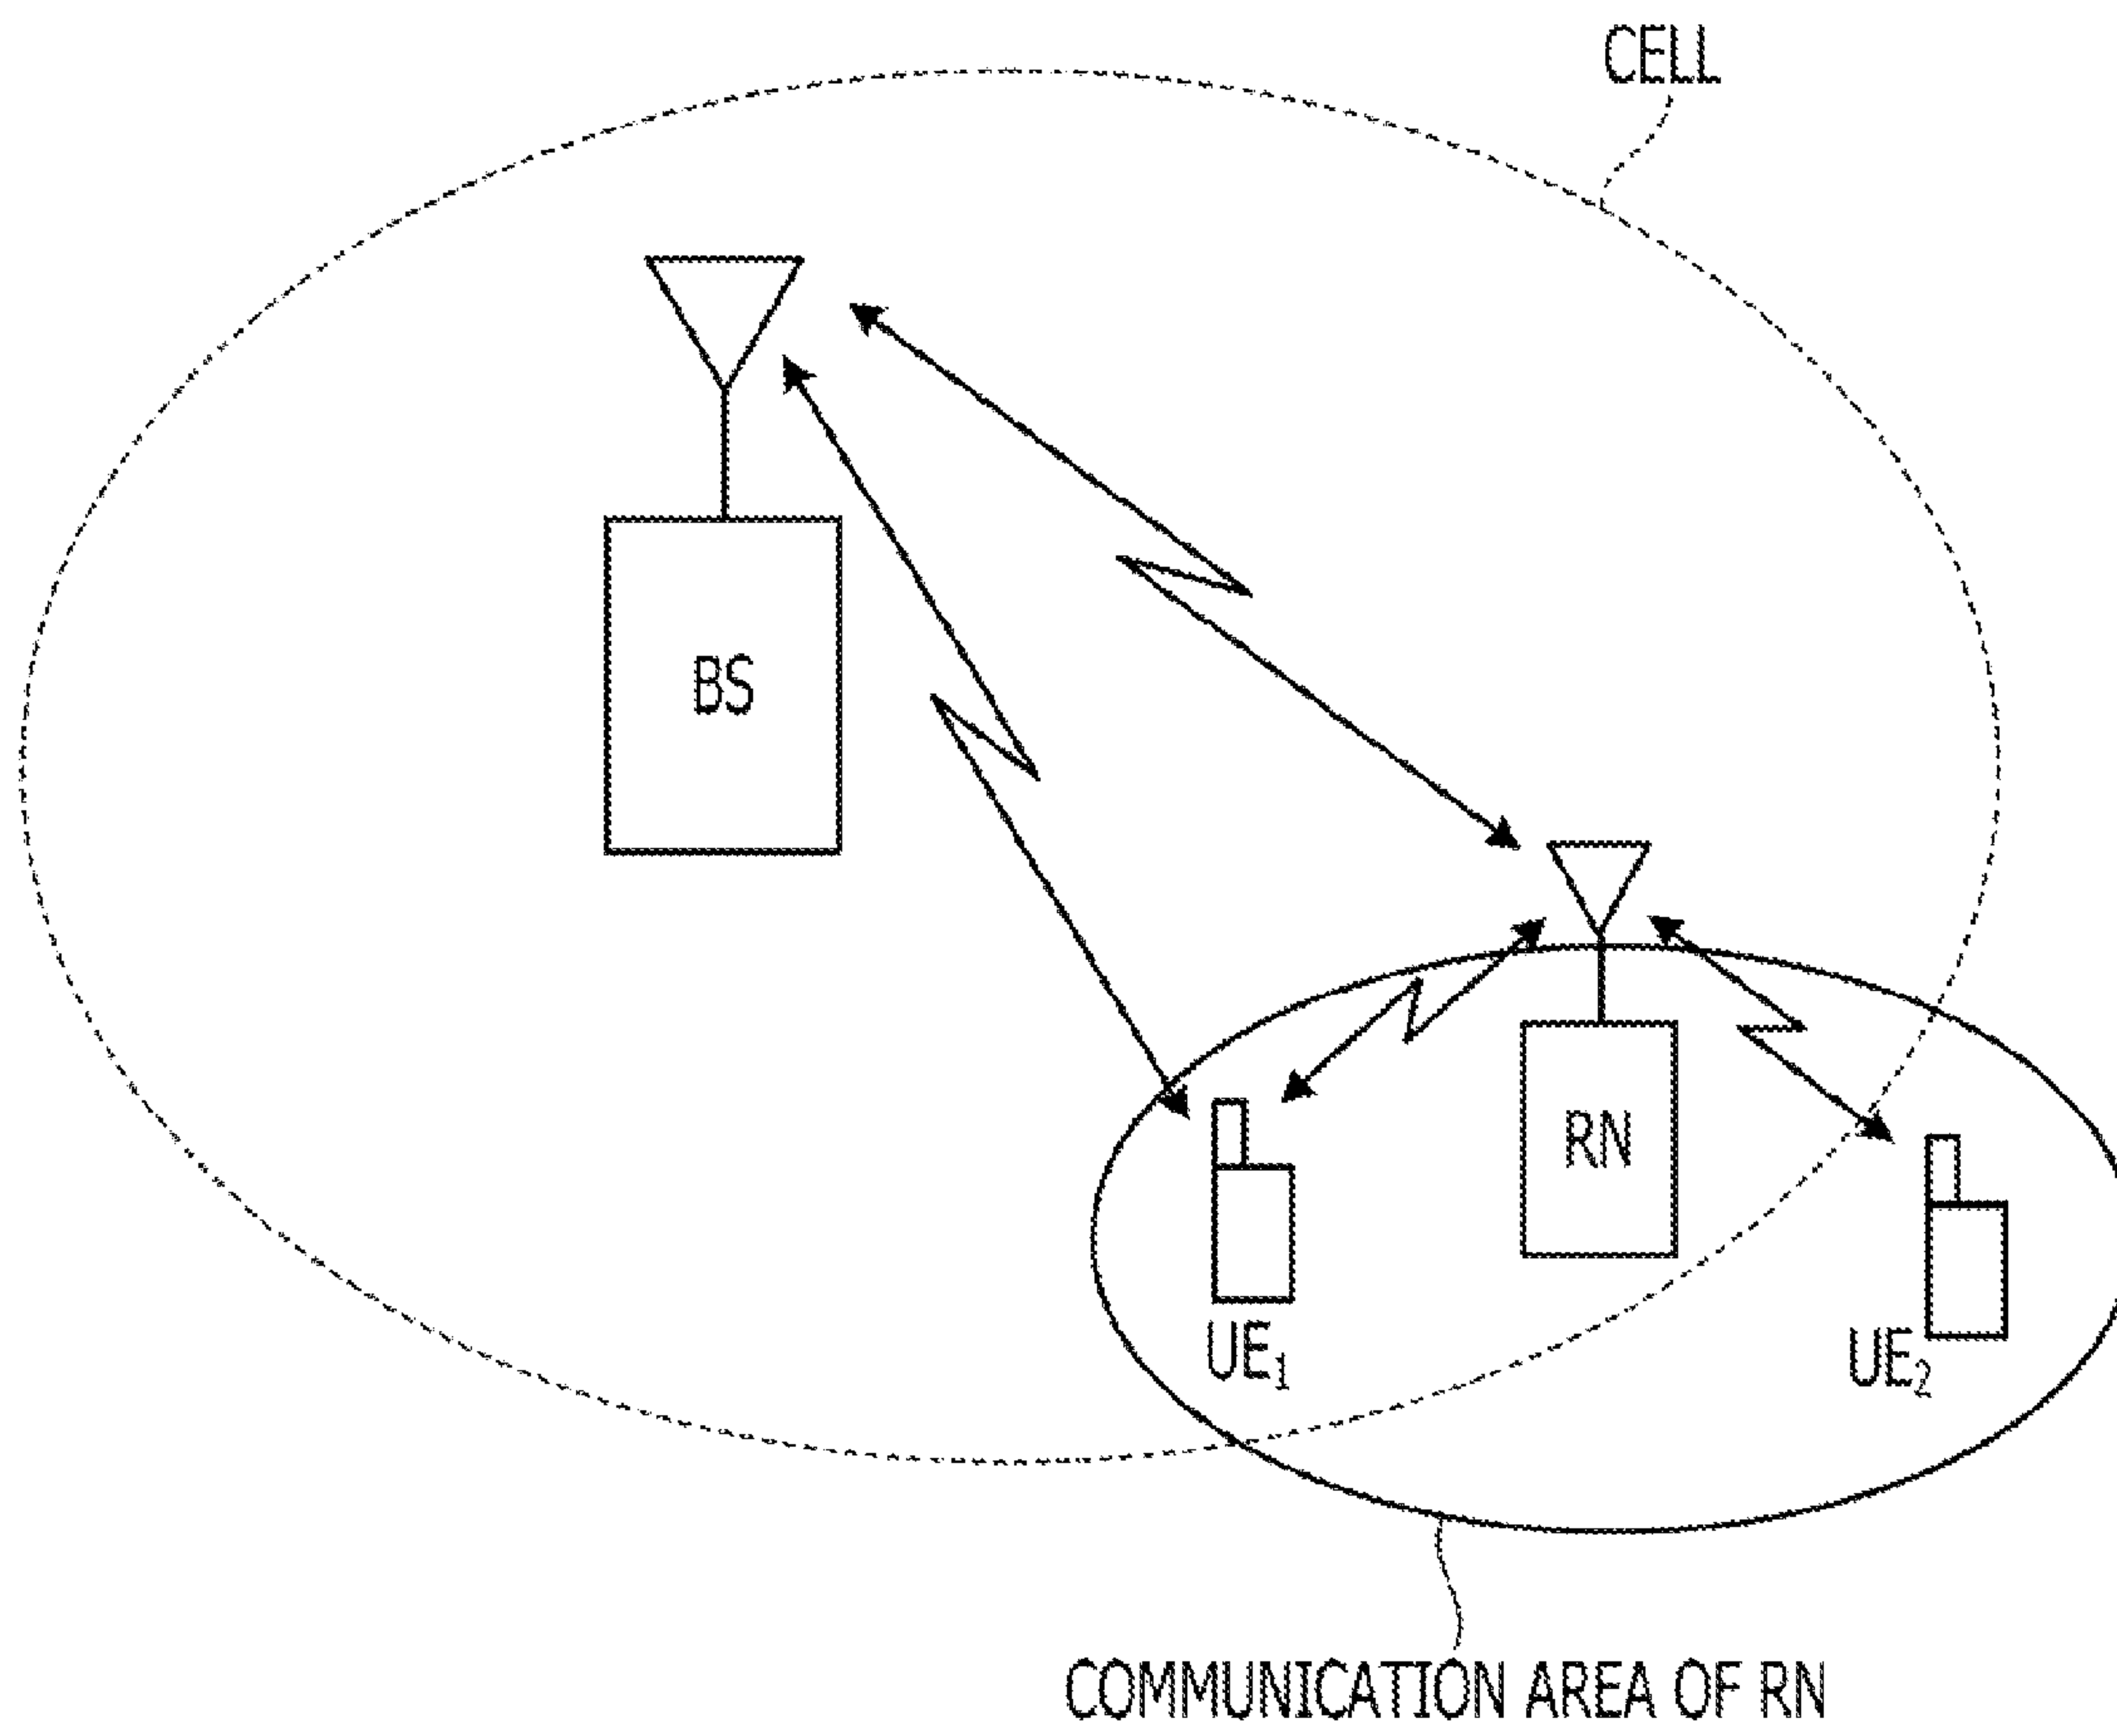 CELL
BS
RN
UE₁
UE₂
COMMUNICATION AREA OF RN